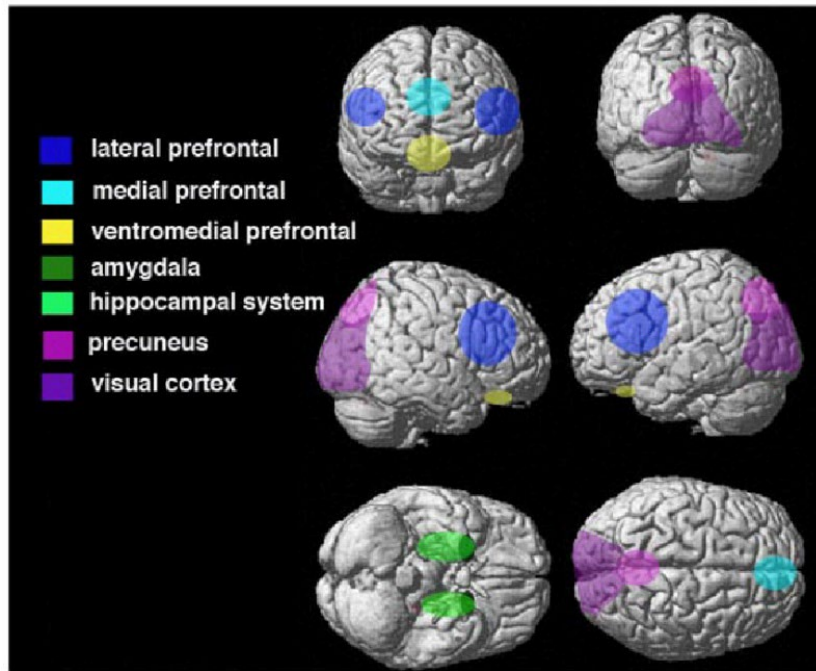 lateral prefrontal
medial prefrontal
ventromedial prefrontal
amygdala
hippocampal system
precuneus
visual cortex